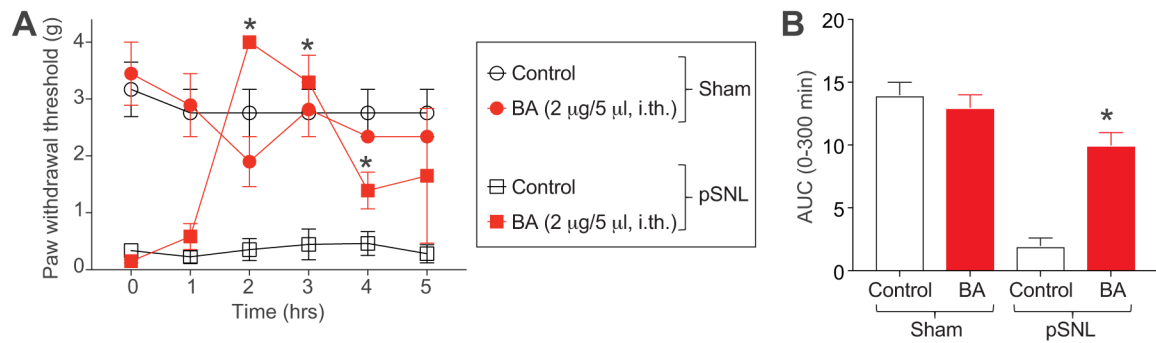 A
Paw withdrawal threshold (g)
4
3
2
1
0
* * *
0 1 2 3 4 5
Time (hrs)
Control
BA (2 μg/5 μl, i.th.)
Sham
Control
BA (2 μg/5 μl, i.th.)
pSNL
B
AUC (0-300 min)
20
15
10
5
0
*
Control BA Control BA
Sham pSNL